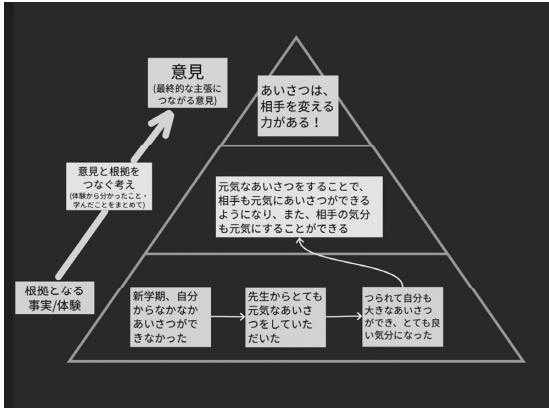 意見
(最終的な主張に
つながる意見)
あいさつは、
相手を変える
力がある！
意見と根拠を
つなぐ考え
(体験から分かったこと・
学んだことをまとめて)
元気なあいさつをすることで、
相手も元気にあいさつができる
ようになり、また、相手の気分
も元気にすることができる
根拠となる
事実/体験
新学期、自分
からなかなか
あいさつがで
きなかった
先生からとても
元気なあいさ
つをしていた
だいた
つられて自分も
大きなあいさつ
ができ、とても良
い気分になった